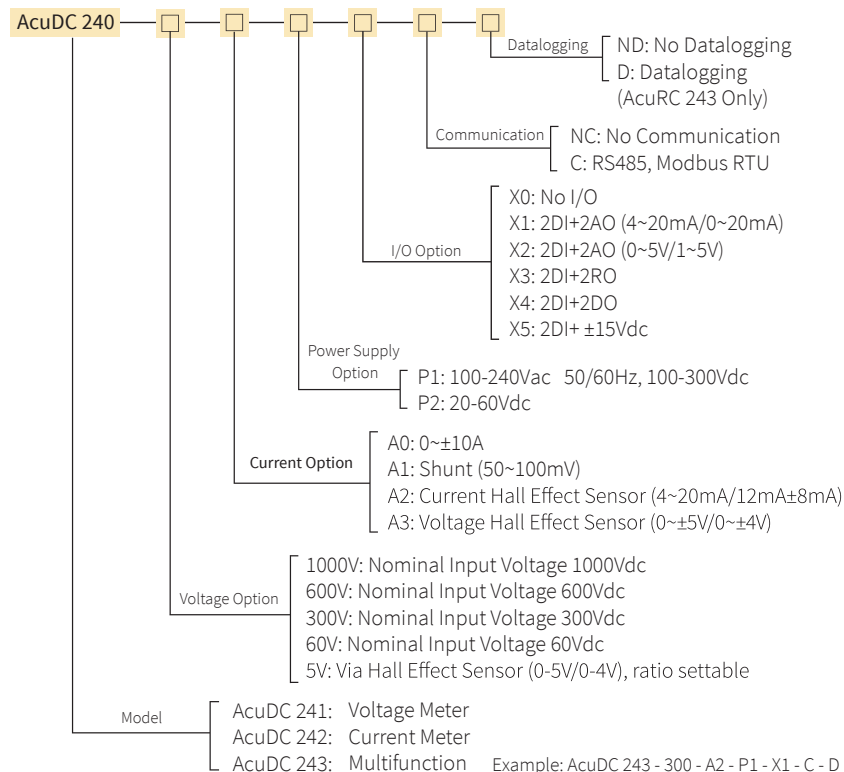 AcuDC 240
Datalogging
ND: No Datalogging
D: Datalogging
(AcuRC 243 Only)
Communication
NC: No Communication
C: RS485, Modbus RTU
I/O Option
X0: No I/O
X1: 2DI+2AO (4~20mA/0~20mA)
X2: 2DI+2AO (0~5V/1~5V)
X3: 2DI+2RO
X4: 2DI+2DO
X5: 2DI+ ±15Vdc
Power Supply
Option
P1: 100-240Vac 50/60Hz, 100-300Vdc
P2: 20-60Vdc
Current Option
A0: 0~±10A
A1: Shunt (50~100mV)
A2: Current Hall Effect Sensor (4~20mA/12mA±8mA)
A3: Voltage Hall Effect Sensor (0~±5V/0~±4V)
Voltage Option
1000V: Nominal Input Voltage 1000Vdc
600V: Nominal Input Voltage 600Vdc
300V: Nominal Input Voltage 300Vdc
60V: Nominal Input Voltage 60Vdc
5V: Via Hall Effect Sensor (0-5V/0-4V), ratio settable
Model
AcuDC 241: Voltage Meter
AcuDC 242: Current Meter
AcuDC 243: Multifunction
Example: AcuDC 243 - 300 - A2 - P1 - X1 - C - D